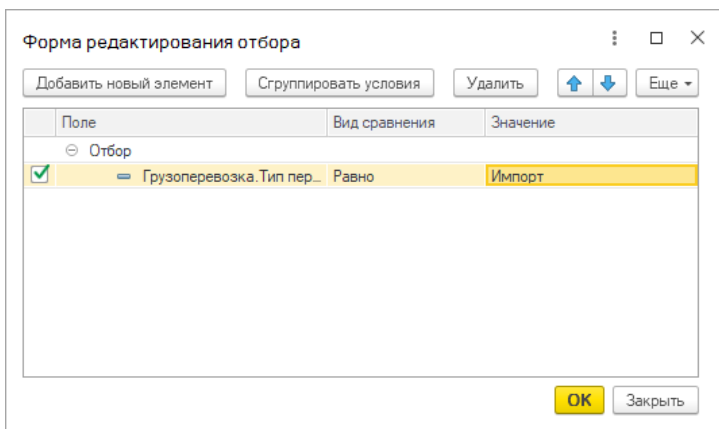 Форма редактирования отбора
Добавить новый элемент Сгруппировать условия Удалить Еще
Поле Вид сравнения Значение
Отбор
Грузоперевозка.Тип пер... Равно Импорт
ОК Закрыть